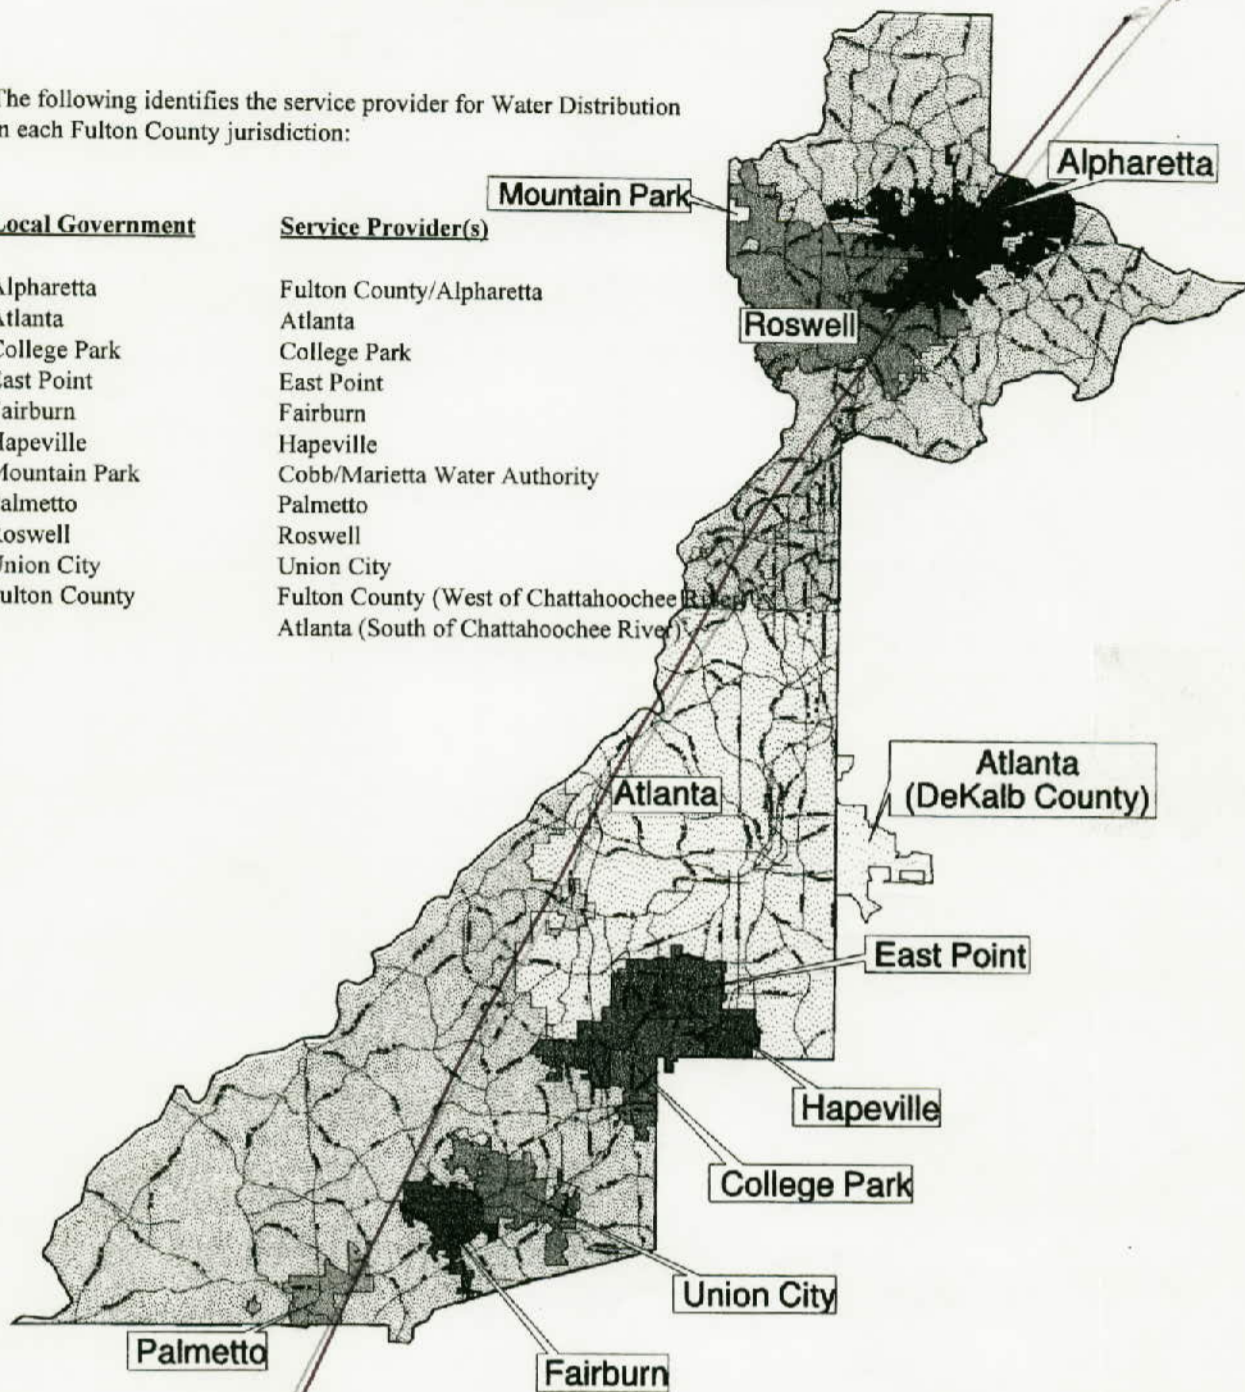 The following identifies the service provider for Water Distribution
in each Fulton County jurisdiction:
Local Government Service Provider(s)
Alpharetta Fulton County/Alpharetta
Atlanta Atlanta
College Park College Park
East Point East Point
Fairburn Fairburn
Hapeville Hapeville
Mountain Park Cobb/Marietta Water Authority
Palmetto Palmetto
Roswell Roswell
Union City Union City
Fulton County Fulton County (West of Chattahoochee River)
Atlanta (South of Chattahoochee River)
Mountain Park
Alpharetta
Roswell
Atlanta
Atlanta
(DeKalb County)
East Point
Hapeville
College Park
Union City
Palmetto
Fairburn